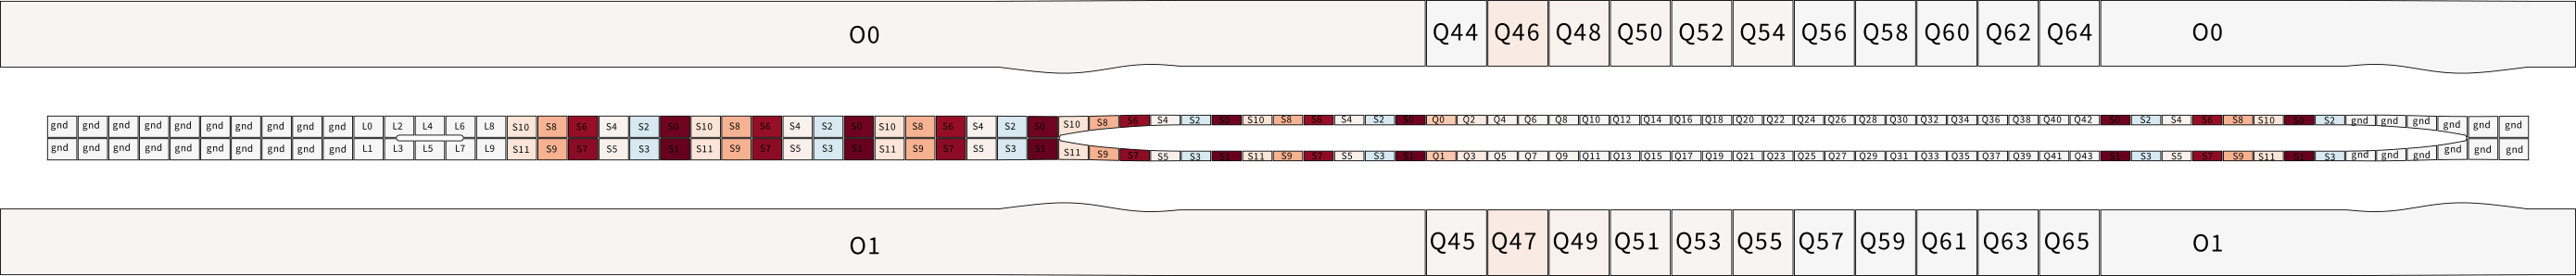 O0 Q44 Q46 Q48 Q50 Q52 Q54 Q56 Q58 Q60 Q62 Q64 O0
gnd gnd gnd gnd gnd gnd gnd gnd gnd gnd L0 L2 L4 L6 L8 S10 S8 S6 S4 S2 S0 S10 S8 S6 S4 S2 S0 S10 S8 S6 S4 S2 S0 S10 S8 S6 S4 S2 S0 S10 S8 S6 S4 S2 S0 Q0 Q2 Q4 Q6 Q8 Q10 Q12 Q14 Q16 Q18 Q20 Q22 Q24 Q26 Q28 Q30 Q32 Q34 Q36 Q38 Q40 Q42 S0 S2 S4 S6 S8 S10 S0 S2 gnd gnd gnd gnd gnd gnd
gnd gnd gnd gnd gnd gnd gnd gnd gnd gnd L1 L3 L5 L7 L9 S11 S9 S7 S5 S3 S1 S11 S9 S7 S5 S3 S1 S11 S9 S7 S5 S3 S1 S11 S9 S7 S5 S3 S1 S11 S9 S7 S5 S3 S1 Q1 Q3 Q5 Q7 Q9 Q11 Q13 Q15 Q17 Q19 Q21 Q23 Q25 Q27 Q29 Q31 Q33 Q35 Q37 Q39 Q41 Q43 S1 S3 S5 S7 S9 S11 S1 S3 gnd gnd gnd gnd gnd gnd
O1 Q45 Q47 Q49 Q51 Q53 Q55 Q57 Q59 Q61 Q63 Q65 O1